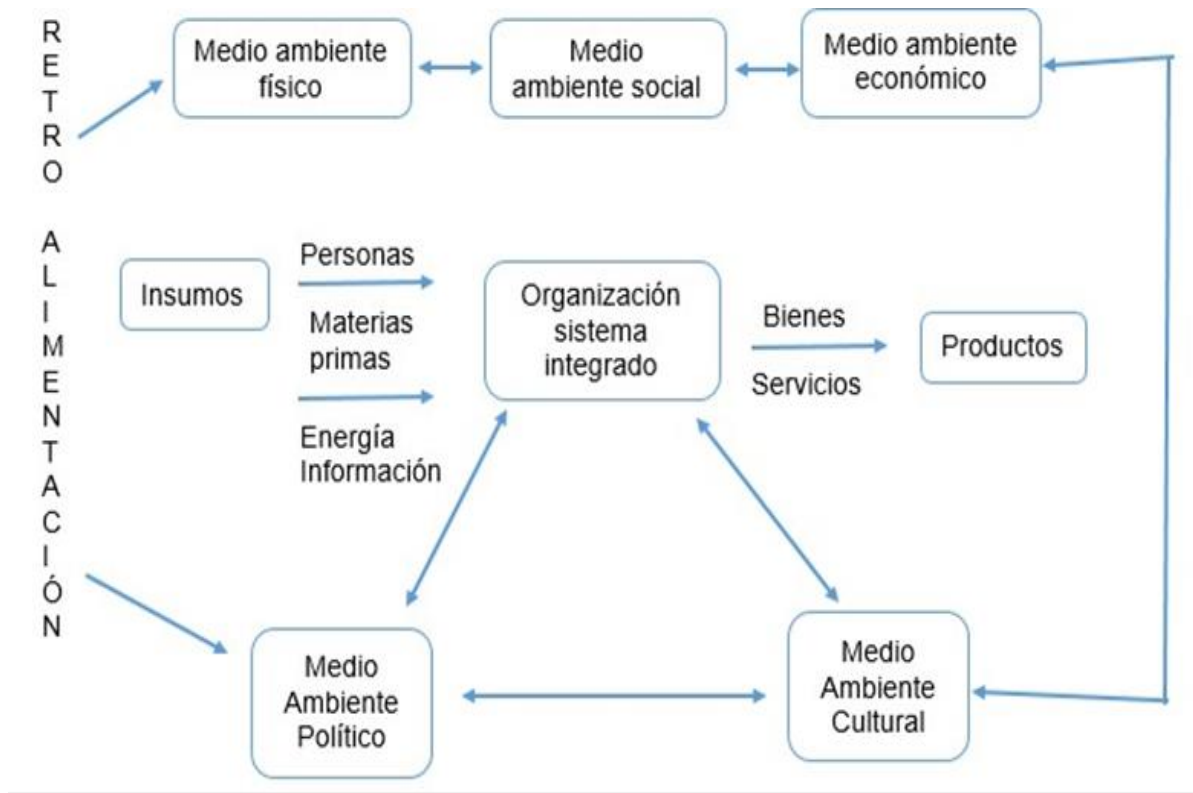 R
E
T
R
O
A
L
I
M
E
N
T
A
C
I
Ó
N
Medio ambiente
físico
Medio
ambiente social
Medio ambiente
económico
Insumos
Personas
Materias
primas
Energía
Información
Organización
sistema
integrado
Bienes
Servicios
Productos
Medio
Ambiente
Político
Medio
Ambiente
Cultural